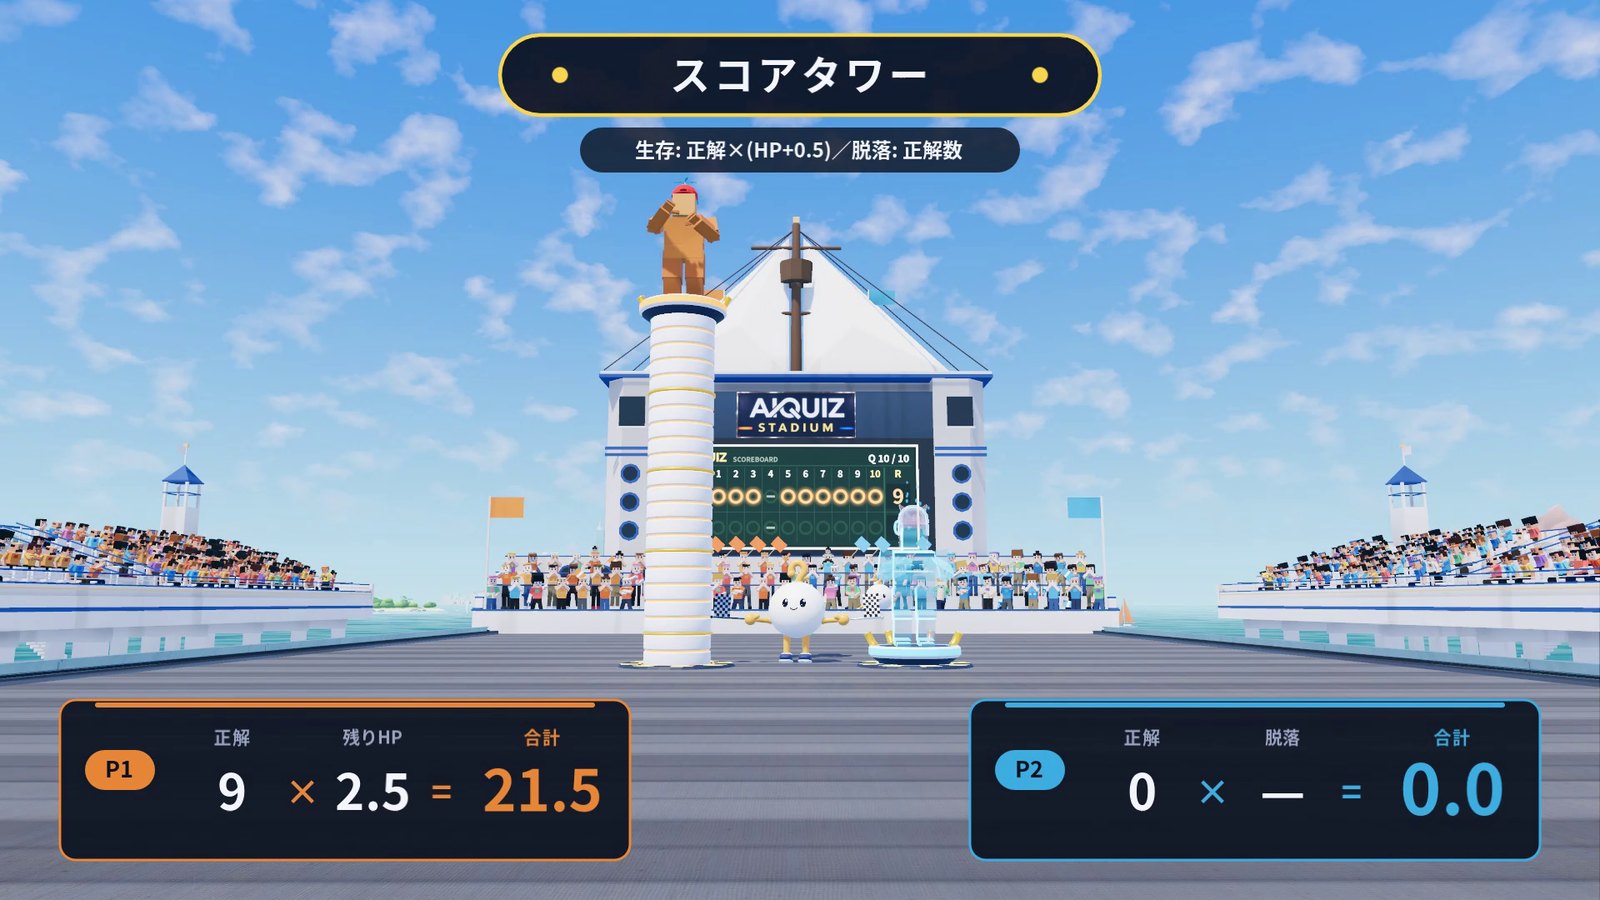 スコアタワー
生存: 正解×(HP+0.5)／脱落: 正解数
AIQUIZ
STADIUM
IZ SCOREBOARD Q 10 / 10
1 2 3 4 5 6 7 8 9 10 R
9
P1
正解 残りHP 合計
9 × 2.5 = 21.5
P2
正解 脱落 合計
0 × — = 0.0